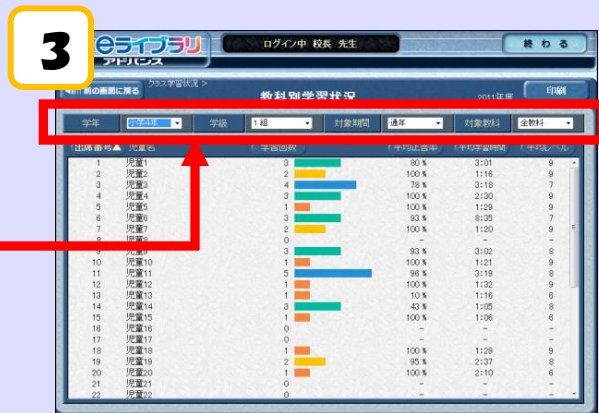 3
eライブラリ
アドバンス
ログイン中 校長 先生
終わる
前の画面に戻る
クラス学習状況 >
教科別学習状況
2011年度
印刷
学年 小学4年 学級 1組 対象期間 通年 対象教科 全教科
出席番号▲ 児童名 学習回数 平均正答率 平均学習時間 平均レベル
1 児童1 3 80 % 3:01 9
2 児童2 2 100 % 1:16 9
3 児童3 4 78 % 3:18 7
4 児童4 3 100 % 2:30 9
5 児童5 1 100 % 1:29 9
6 児童6 3 93 % 8:35 7
7 児童7 2 100 % 1:20 9
8 児童8 0 - - -
9 児童9 3 93 % 3:02 8
10 児童10 1 100 % 1:21 9
11 児童11 5 96 % 3:19 8
12 児童12 1 100 % 1:32 9
13 児童13 1 10 % 1:16 6
14 児童14 3 43 % 1:05 8
15 児童15 1 100 % 1:06 6
16 児童16 0 - - -
17 児童17 0 - - -
18 児童18 1 100 % 1:29 9
19 児童19 2 95 % 2:37 8
20 児童20 1 100 % 2:10 6
21 児童21 0 - - -
22 児童22 0 - - -